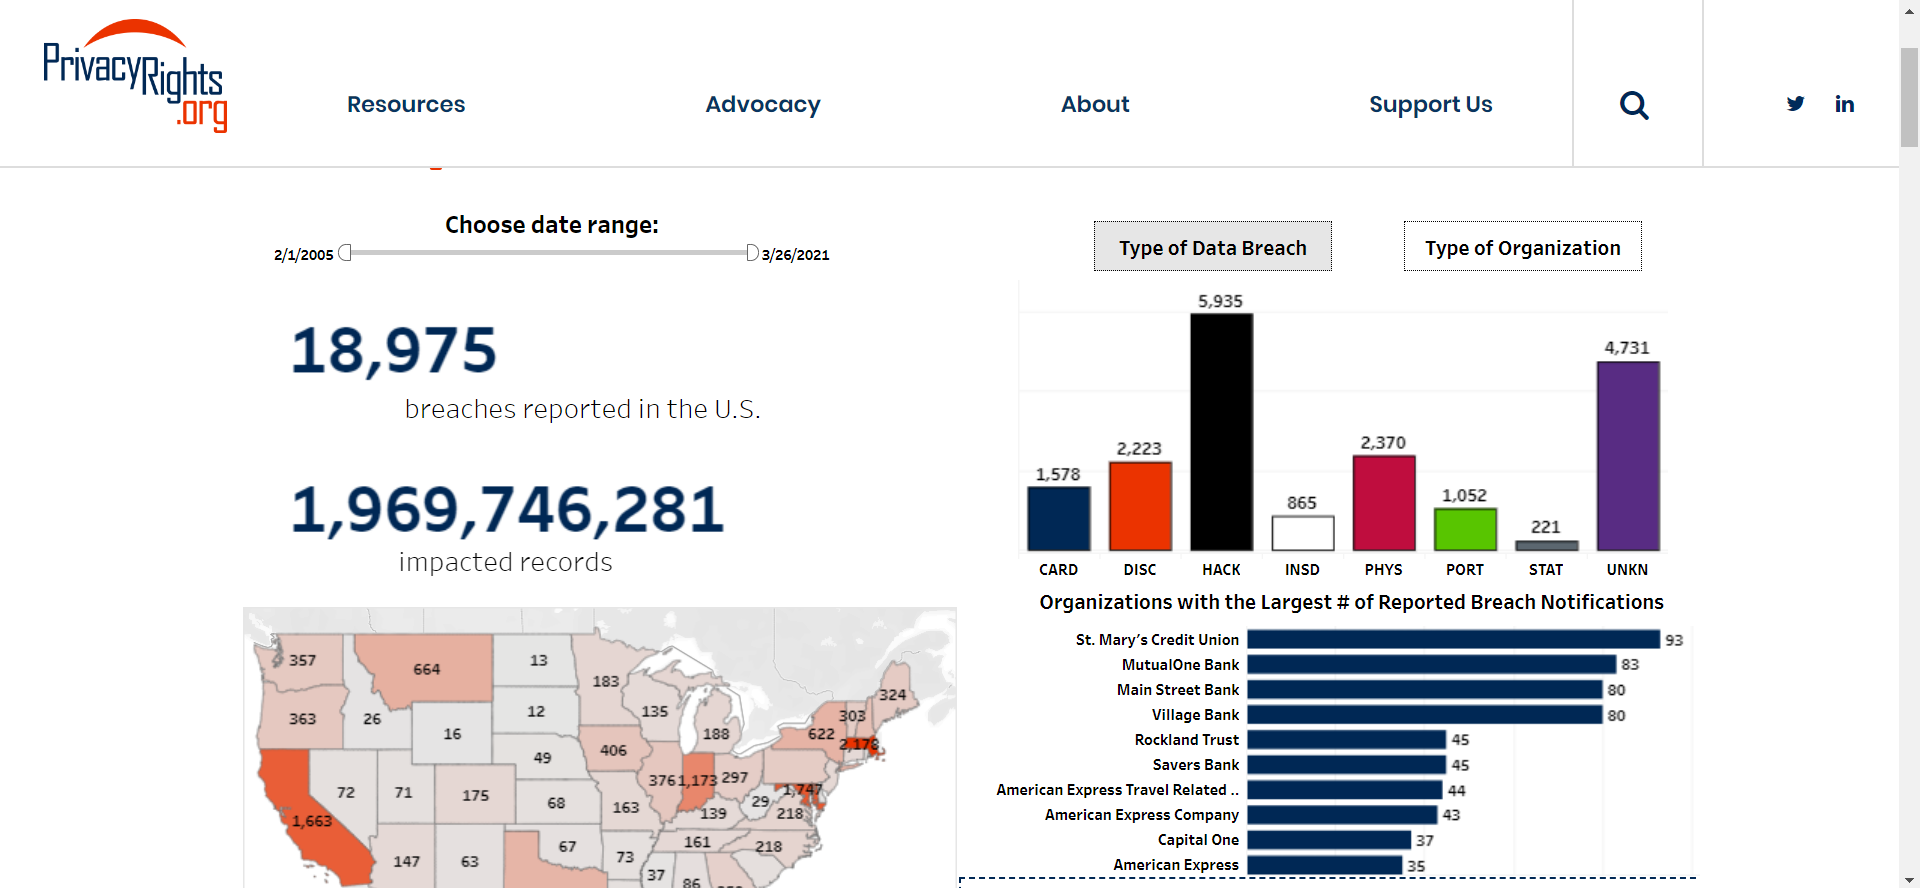 PrivacyRights
.org
Resources
Advocacy
About
Support Us
in
Choose date range:
2/1/2005
3/26/2021
18,975
breaches reported in the U.S.
1,969,746,281
impacted records
Type of Data Breach
Type of Organization
5,935
4,731
2,370
2,223
1,578
1,052
865
221
CARD DISC HACK INSD PHYS PORT STAT UNKN
Organizations with the Largest # of Reported Breach Notifications
St. Mary's Credit Union 93
MutualOne Bank 83
Main Street Bank 80
Village Bank 80
Rockland Trust 45
Savers Bank 45
American Express Travel Related .. 44
American Express Company 43
Capital One 37
American Express 35
357 664 13 183 324
363 26 12 135 303
16 188 622 2,178
406
49
72 71 175 376 1,173 297
68 163 29 1,747
1,663 139 218
147 63 67 73 161 218
37 86